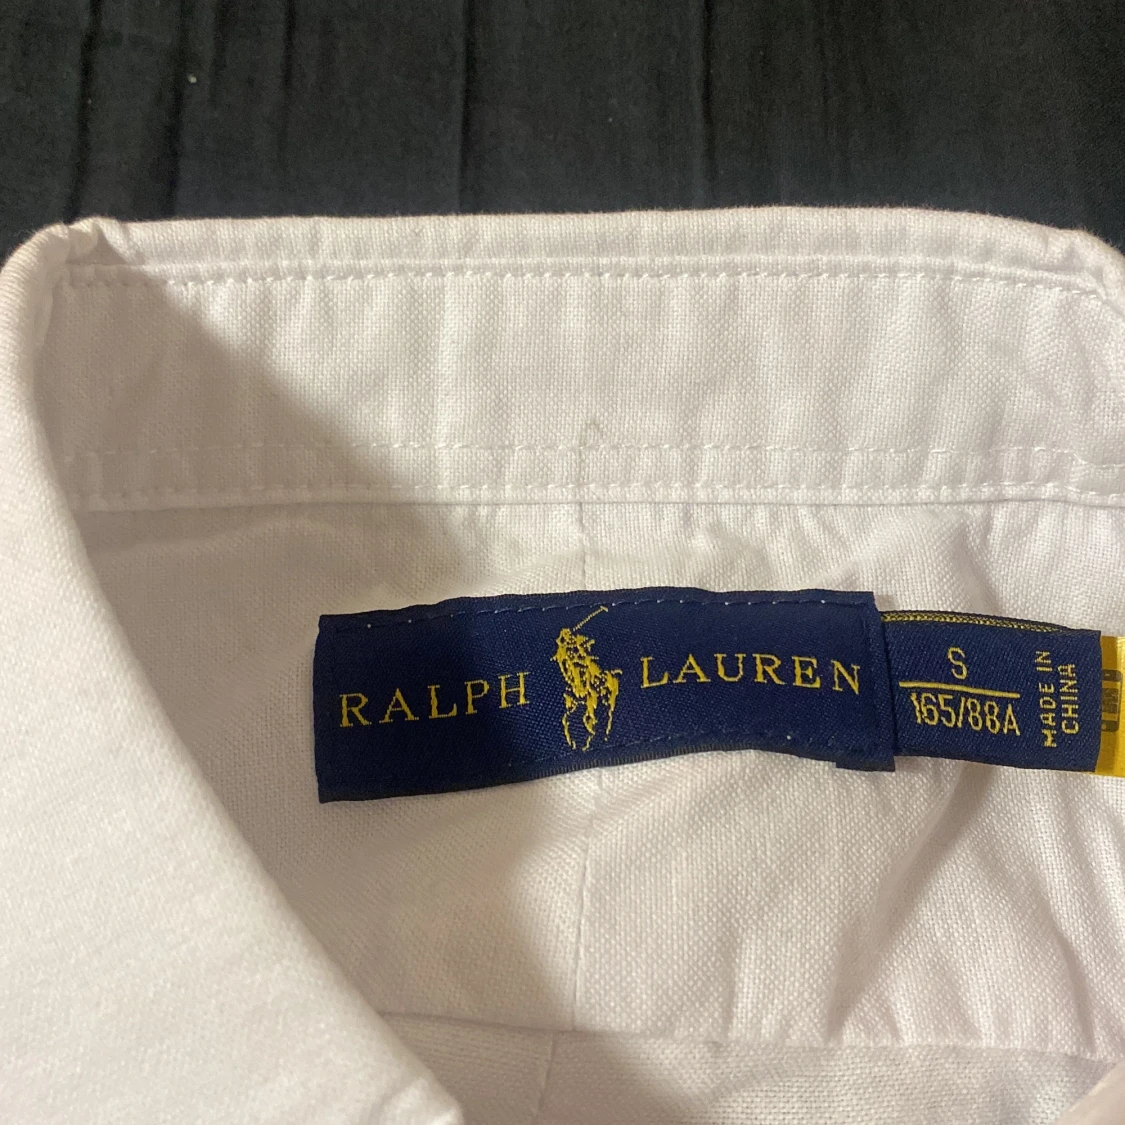 RALPH LAUREN
S
165/88A
MADE IN
CHINA